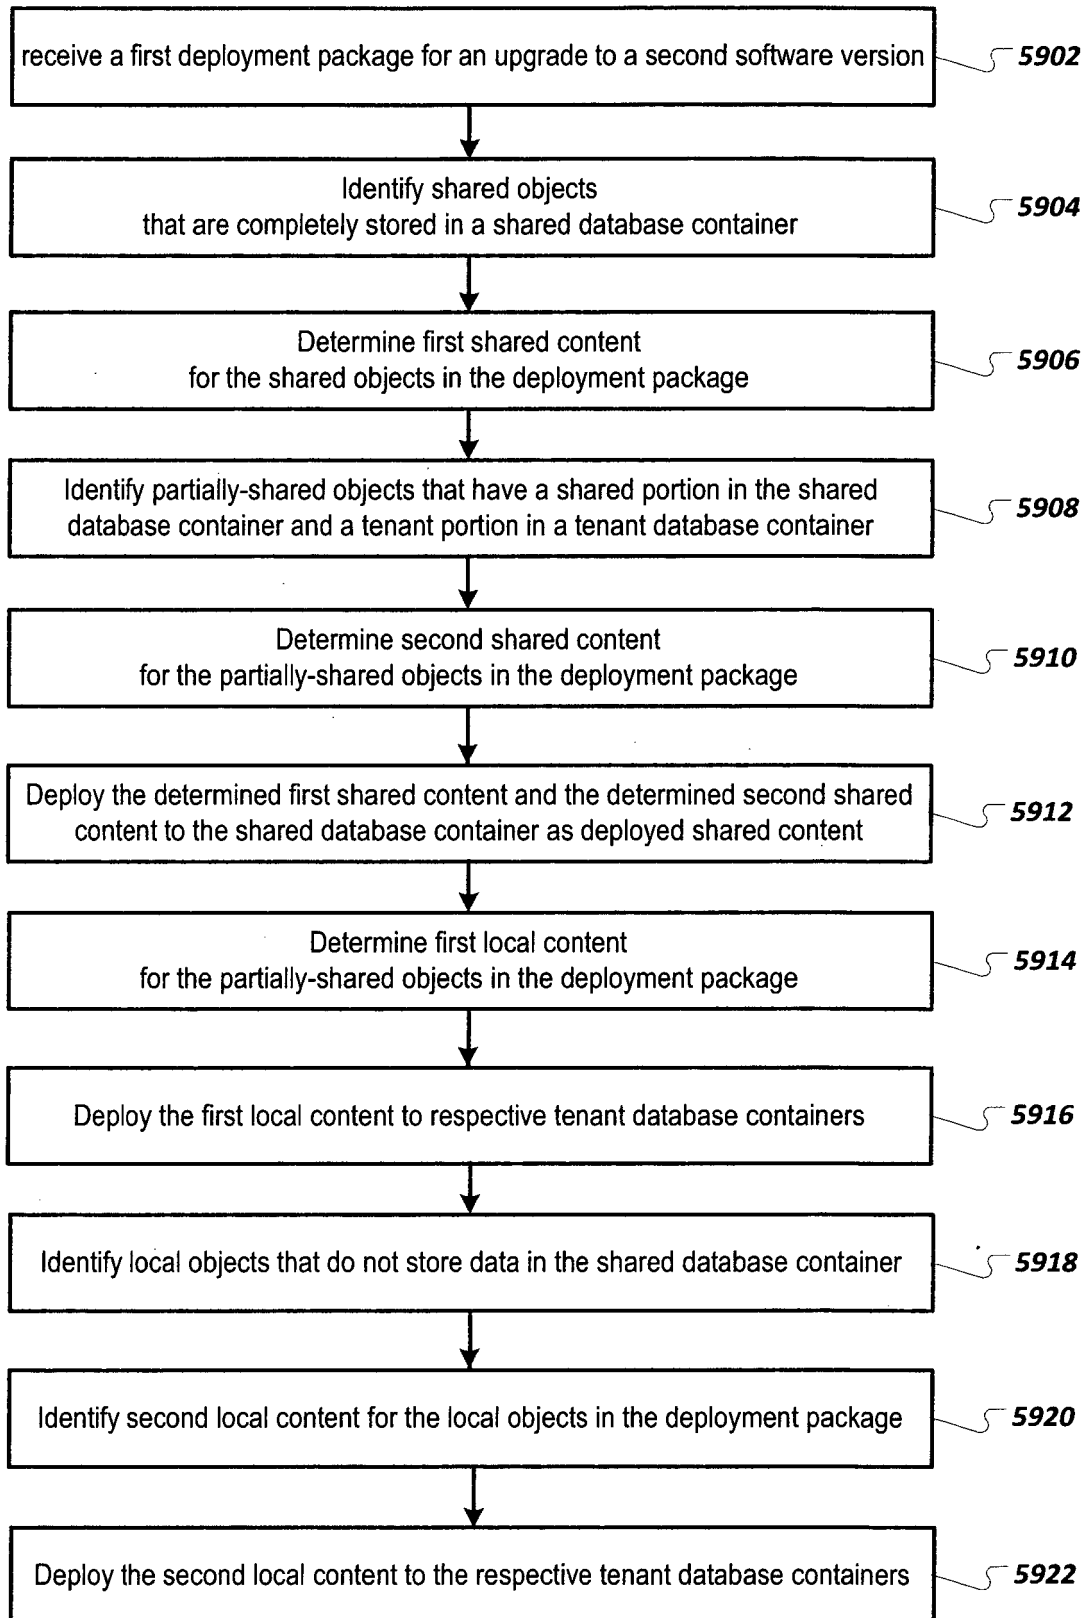 receive a first deployment package for an upgrade to a second software version
5902
Identify shared objects
that are completely stored in a shared database container
5904
Determine first shared content
for the shared objects in the deployment package
5906
Identify partially-shared objects that have a shared portion in the shared
database container and a tenant portion in a tenant database container
5908
Determine second shared content
for the partially-shared objects in the deployment package
5910
Deploy the determined first shared content and the determined second shared
content to the shared database container as deployed shared content
5912
Determine first local content
for the partially-shared objects in the deployment package
5914
Deploy the first local content to respective tenant database containers
5916
Identify local objects that do not store data in the shared database container
5918
Identify second local content for the local objects in the deployment package
5920
Deploy the second local content to the respective tenant database containers
5922